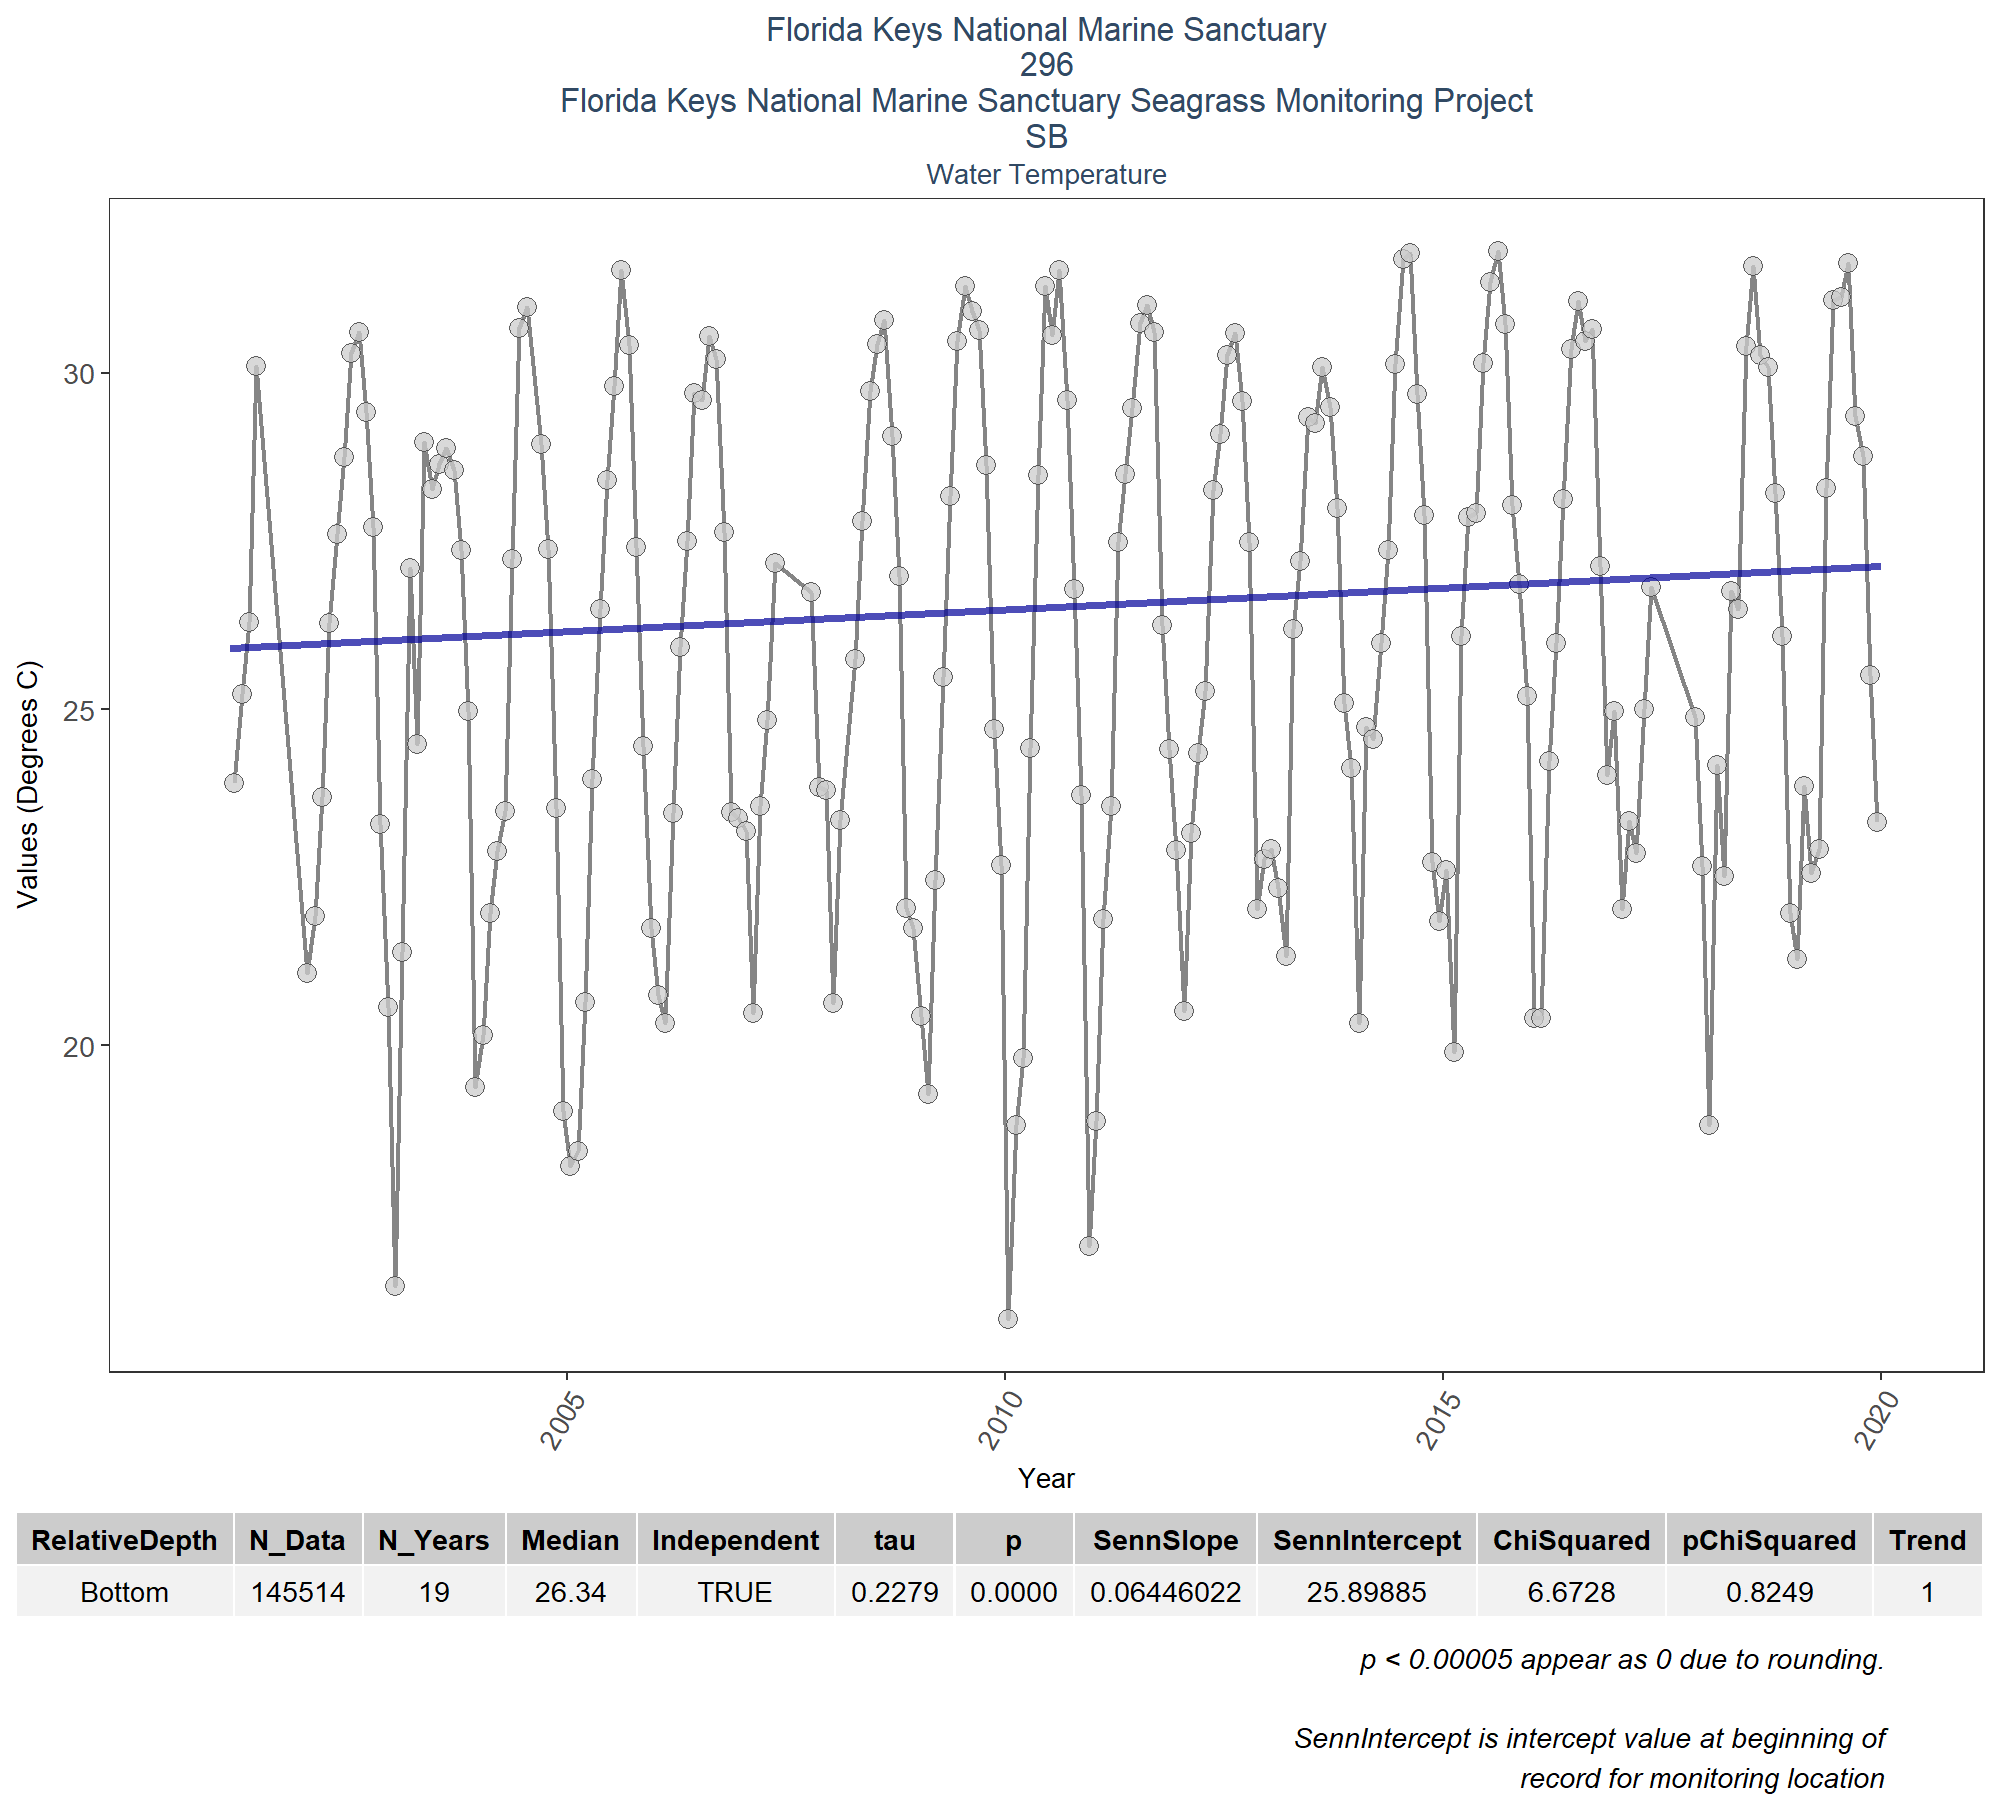 Florida Keys National Marine Sanctuary
296
Florida Keys National Marine Sanctuary Seagrass Monitoring Project
SB
Water Temperature
Values (Degrees C)
30
25
20
2005
2010
2015
2020
Year
RelativeDepth N_Data N_Years Median Independent tau p SennSlope SennIntercept ChiSquared pChiSquared Trend
Bottom 145514 19 26.34 TRUE 0.2279 0.0000 0.06446022 25.89885 6.6728 0.8249 1
p < 0.00005 appear as 0 due to rounding.
SennIntercept is intercept value at beginning of
record for monitoring location